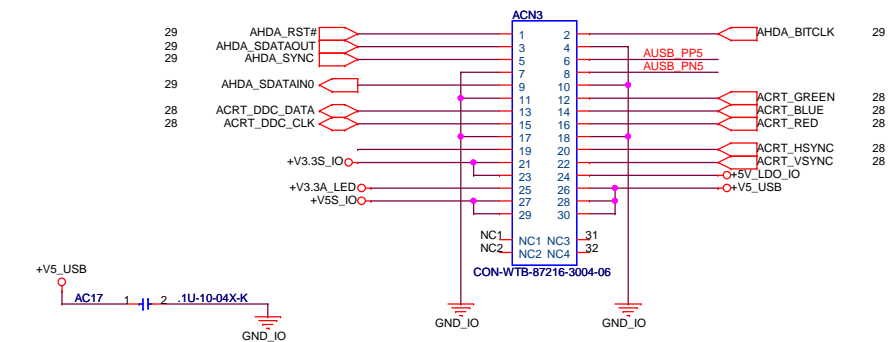 ACN3
29 AHDA_RST# 1 2 AHDA_BITCLK 29
29 AHDA_SDATAOUT 3 4
29 AHDA_SYNC 5 6 AUSB_PP5
7 8 AUSB_PN5
29 AHDA_SDATAIN0 9 10
11 12 ACRT_GREEN 28
28 ACRT_DDC_DATA 13 14 ACRT_BLUE 28
28 ACRT_DDC_CLK 15 16 ACRT_RED 28
17 18
19 20 ACRT_HSYNC 28
+V3.3S_IO 21 22 ACRT_VSYNC 28
23 24 +5V_LDO_IO
+V3.3A_LED 25 26 +V5_USB
+V5S_IO 27 28
29 30
NC1 NC1 NC3 31
NC2 NC2 NC4 32
CON-WTB-87216-3004-06
+V5_USB
AC17 1 2 .1U-10-04X-K
GND_IO
GND_IO
GND_IO